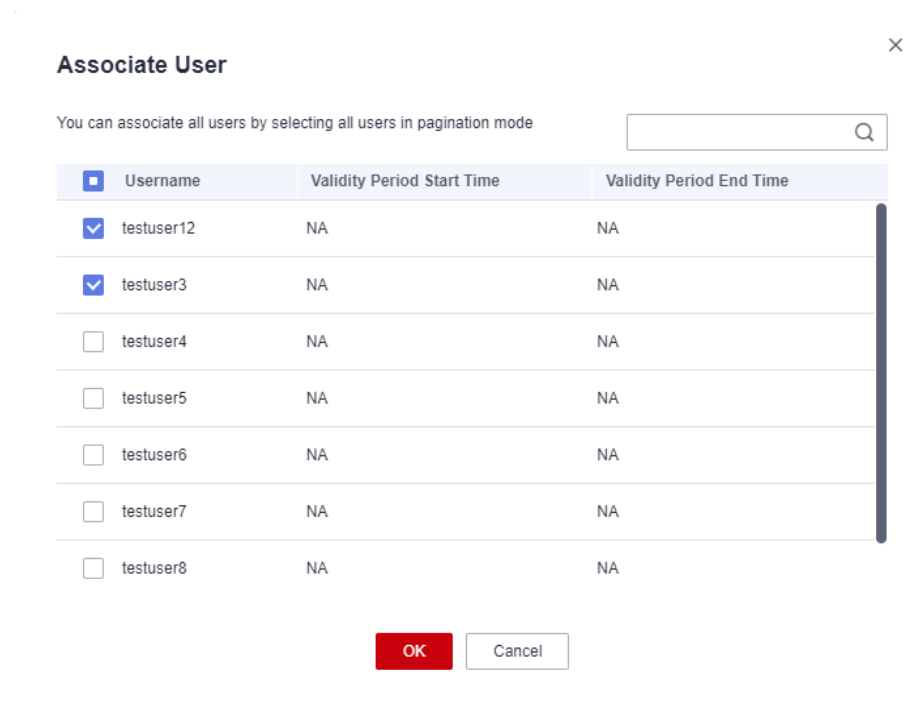 Associate User
You can associate all users by selecting all users in pagination mode
Username Validity Period Start Time Validity Period End Time
testuser12 NA NA
testuser3 NA NA
testuser4 NA NA
testuser5 NA NA
testuser6 NA NA
testuser7 NA NA
testuser8 NA NA
OK Cancel